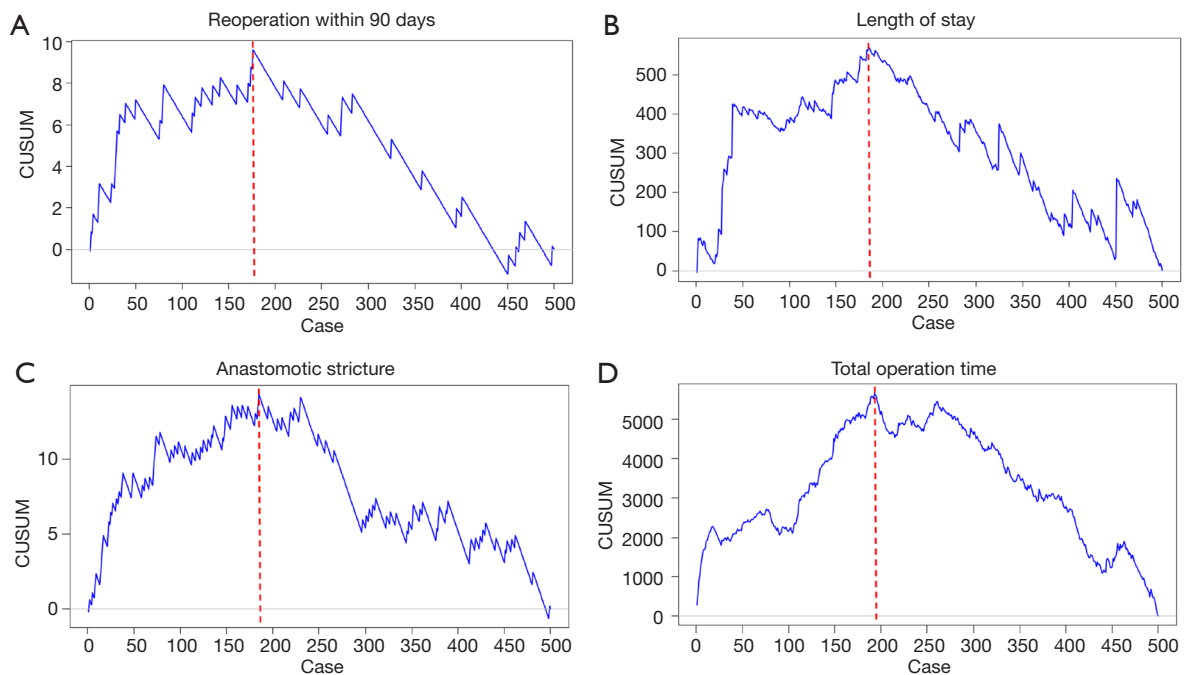 A
Reoperation within 90 days
10
8
6
4
2
0
CUSUM
0 50 100 150 200 250 300 350 400 450 500
Case
B
Length of stay
500
400
300
200
100
0
CUSUM
0 50 100 150 200 250 300 350 400 450 500
Case
C
Anastomotic stricture
10
5
0
CUSUM
0 50 100 150 200 250 300 350 400 450 500
Case
D
Total operation time
5000
4000
3000
2000
1000
0
CUSUM
0 50 100 150 200 250 300 350 400 450 500
Case